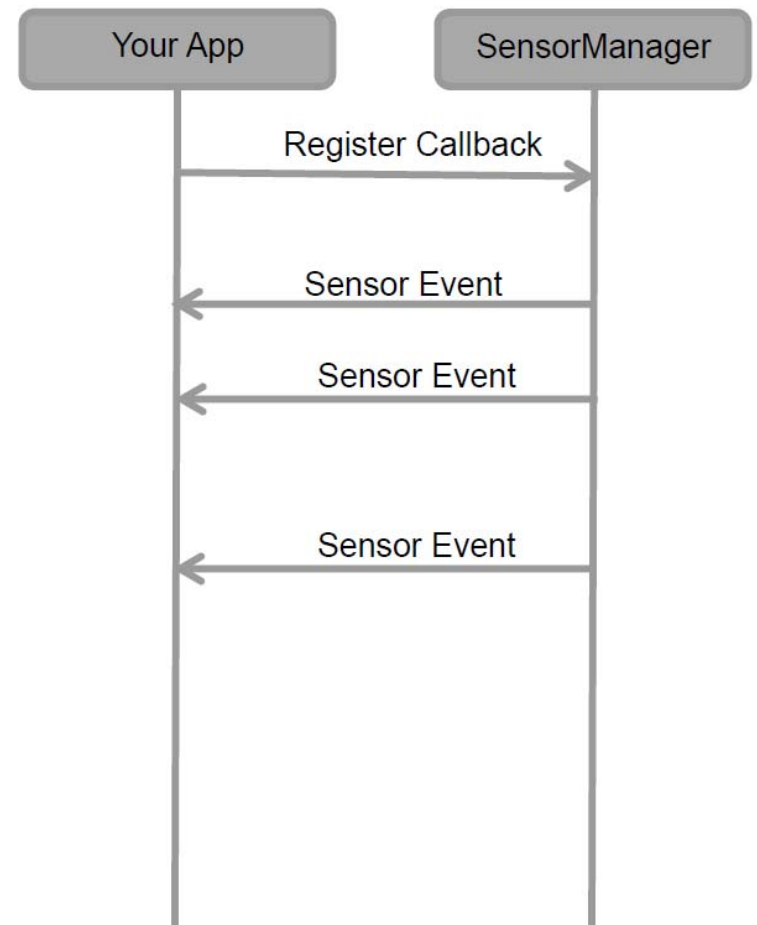 Your App
SensorManager
Register Callback
Sensor Event
Sensor Event
Sensor Event